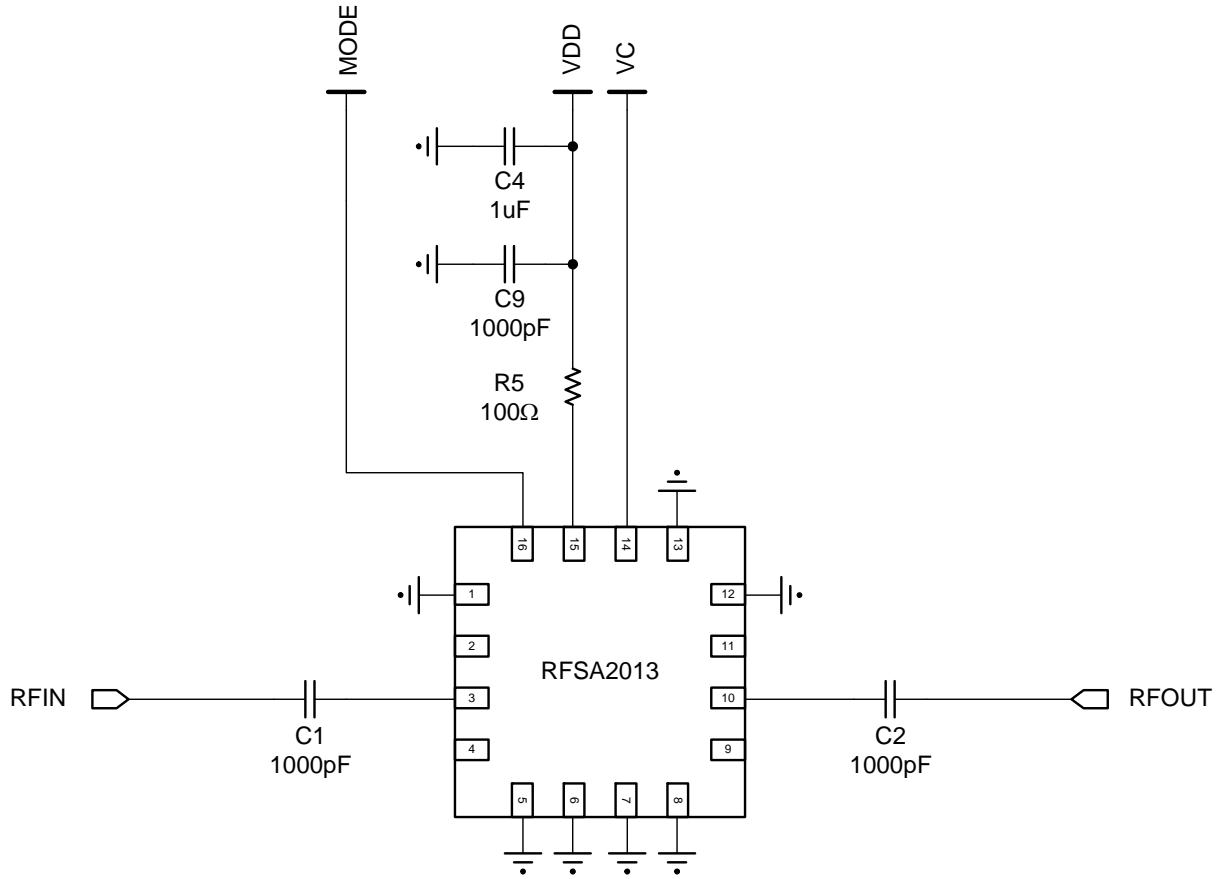 MODE
VDD
VC
C4
1uF
C9
1000pF
R5
100Ω
16
15
14
13
1
12
2
11
RFSA2013
RFIN
3
10
RFOUT
C1
1000pF
4
9
C2
1000pF
5
6
7
8